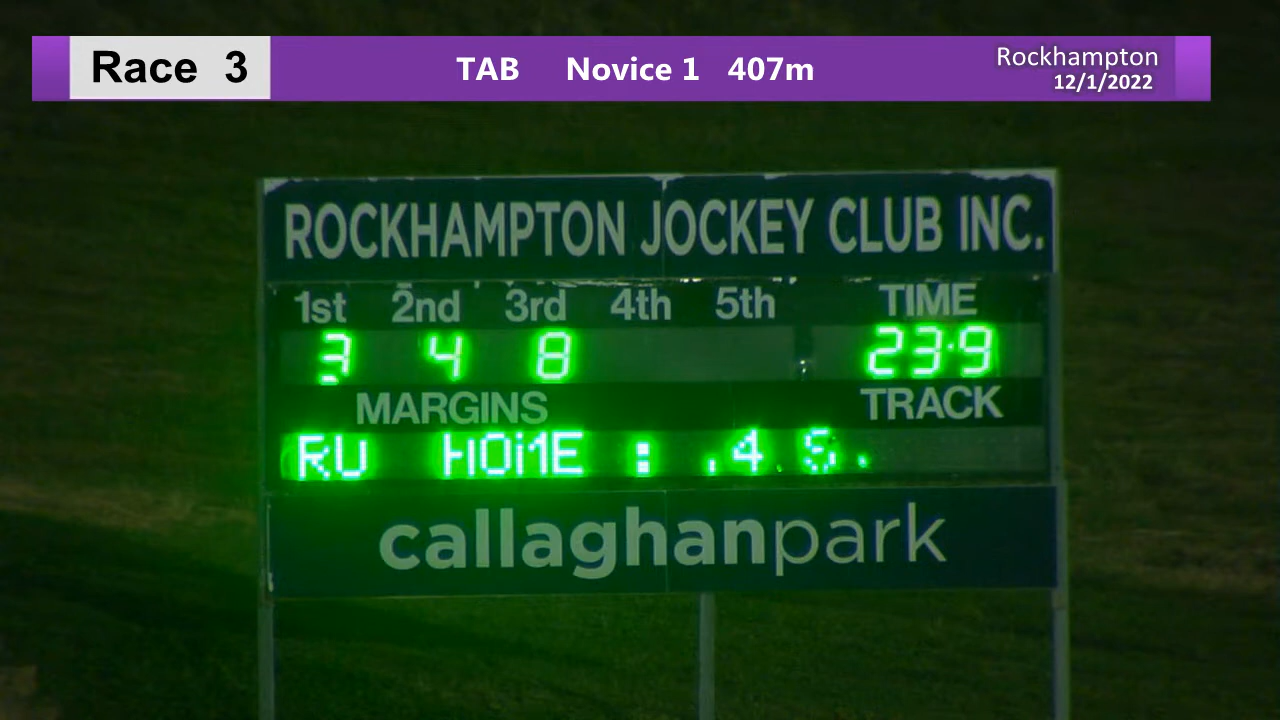 Race 3 TAB Novice 1 407m Rockhampton
12/1/2022
ROCKHAMPTON JOCKEY CLUB INC.
1st 2nd 3rd 4th 5th TIME
3 4 8 23.9
MARGINS TRACK
RU HOME : .4
callaghanpark